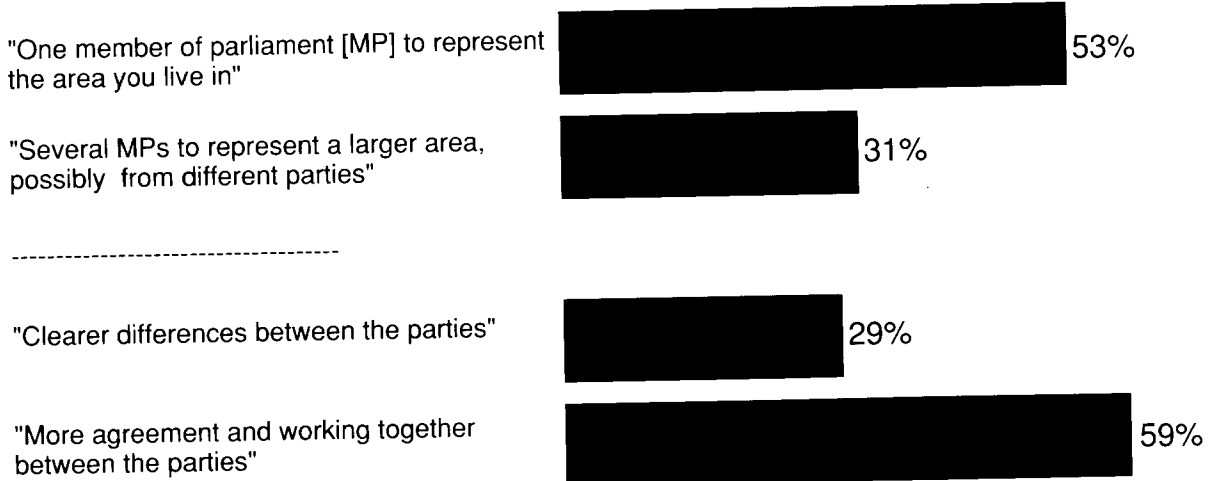 "One member of parliament [MP] to represent
the area you live in"
53%
"Several MPs to represent a larger area,
possibly from different parties"
31%
-------------------------------------
"Clearer differences between the parties"
29%
"More agreement and working together
between the parties"
59%